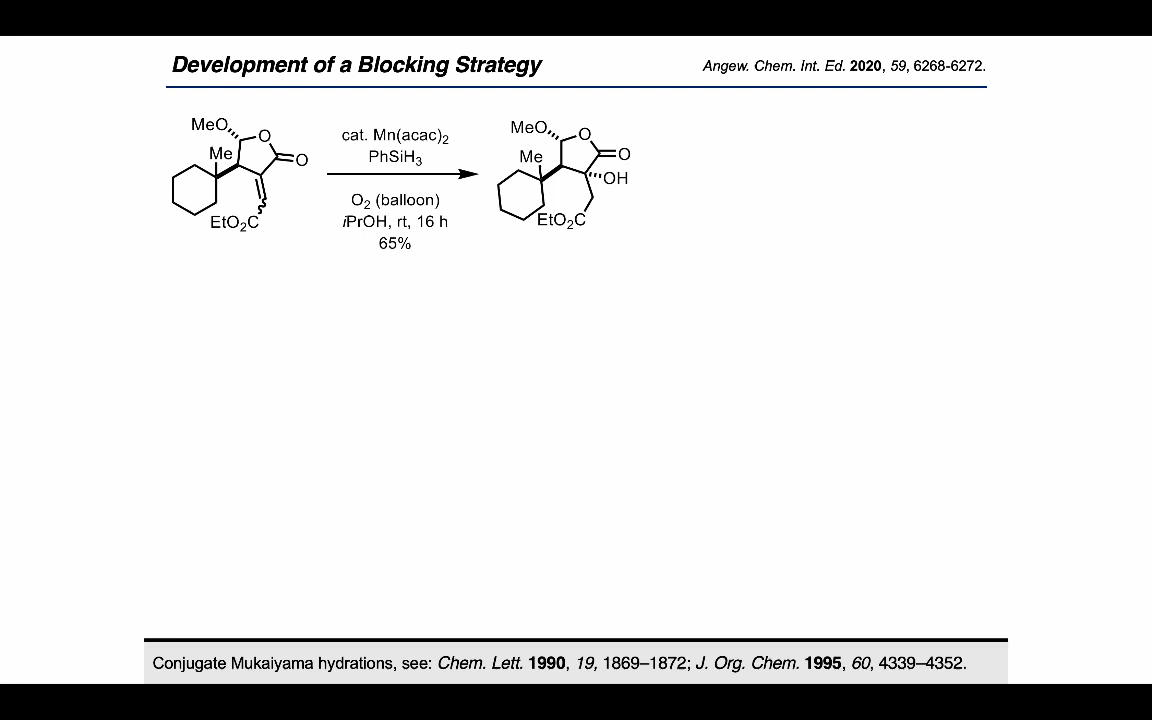 Development of a Blocking Strategy
Angew. Chem. Int. Ed. 2020, 59, 6268-6272.
MeO
O
Me
O
EtO₂C
cat. Mn(acac)₂
PhSiH₃
O₂ (balloon)
iPrOH, rt, 16 h
65%
MeO
O
Me
O
OH
EtO₂C
Conjugate Mukaiyama hydrations, see: Chem. Lett. 1990, 19, 1869–1872; J. Org. Chem. 1995, 60, 4339–4352.